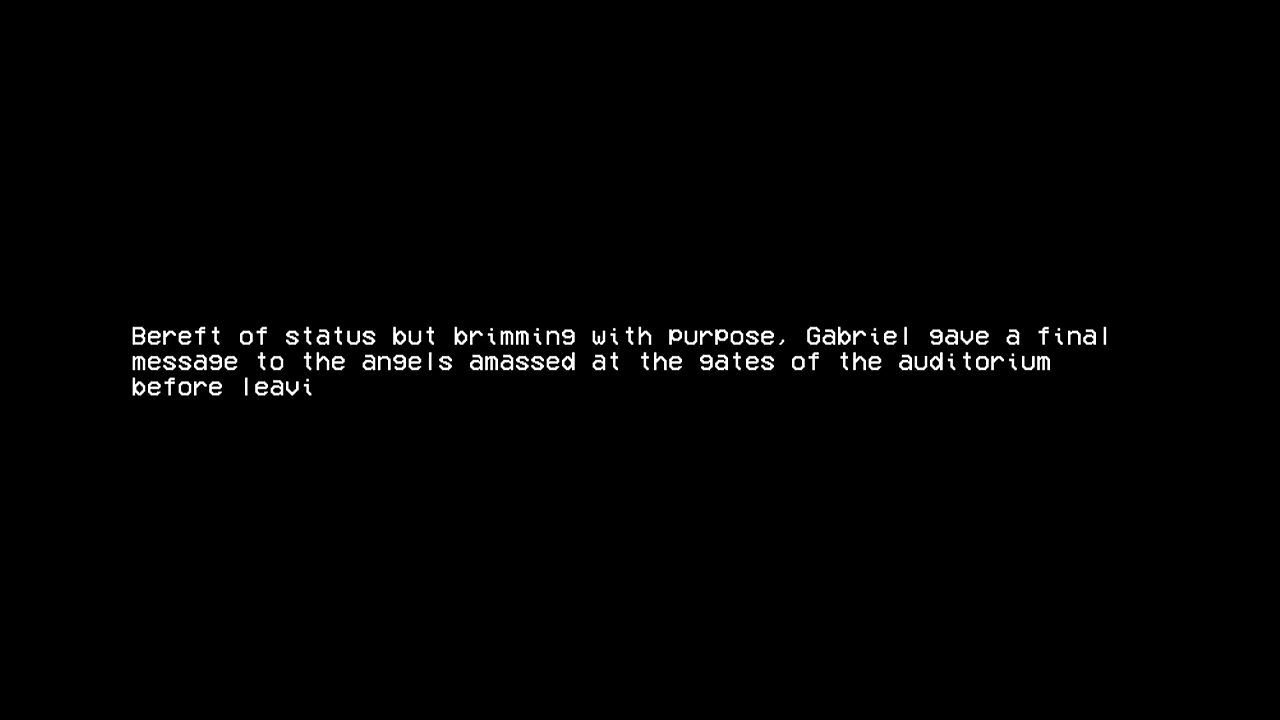 Bereft of status but brimming with purpose, Gabriel gave a final
message to the angels amassed at the gates of the auditorium
before leavi